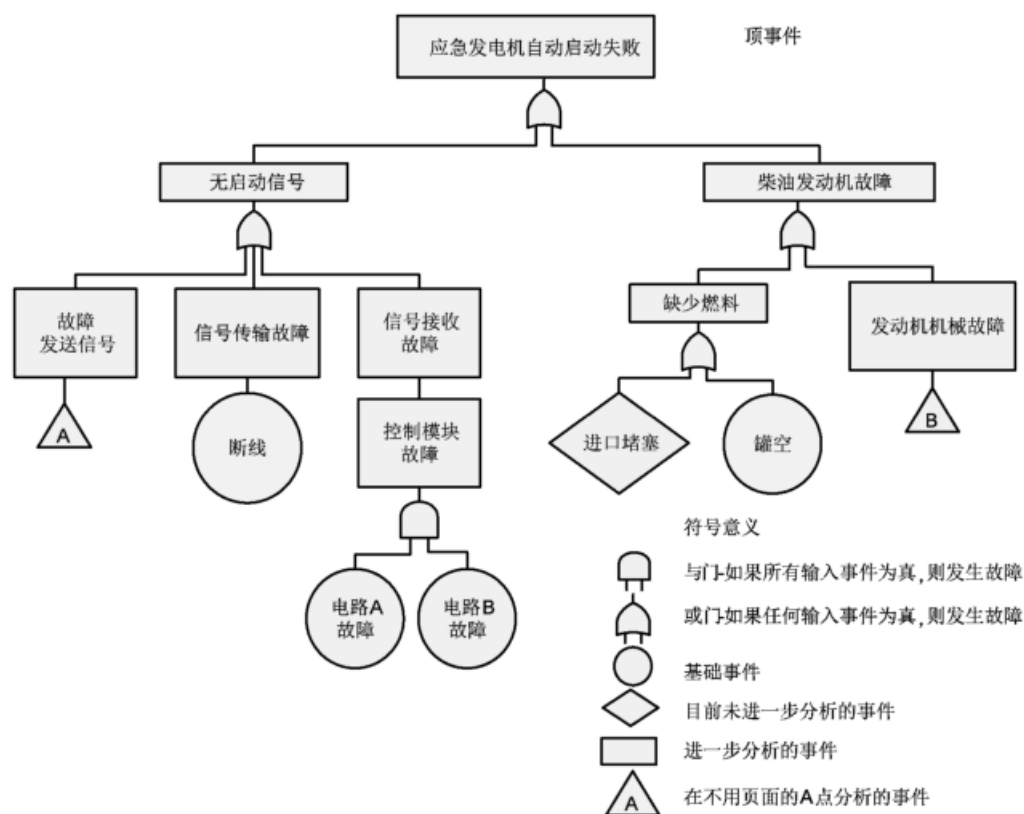 应急发电机自动启动失败
顶事件
无启动信号
柴油发动机故障
故障
发送信号
信号传输故障
信号接收
故障
缺少燃料
发动机机械故障
A
断线
控制模块
故障
进口堵塞
罐空
B
电路A
故障
电路B
故障
符号意义
与门-如果所有输入事件为真,则发生故障
或门-如果任何输入事件为真,则发生故障
基础事件
目前未进一步分析的事件
进一步分析的事件
A
在不用页面的A点分析的事件